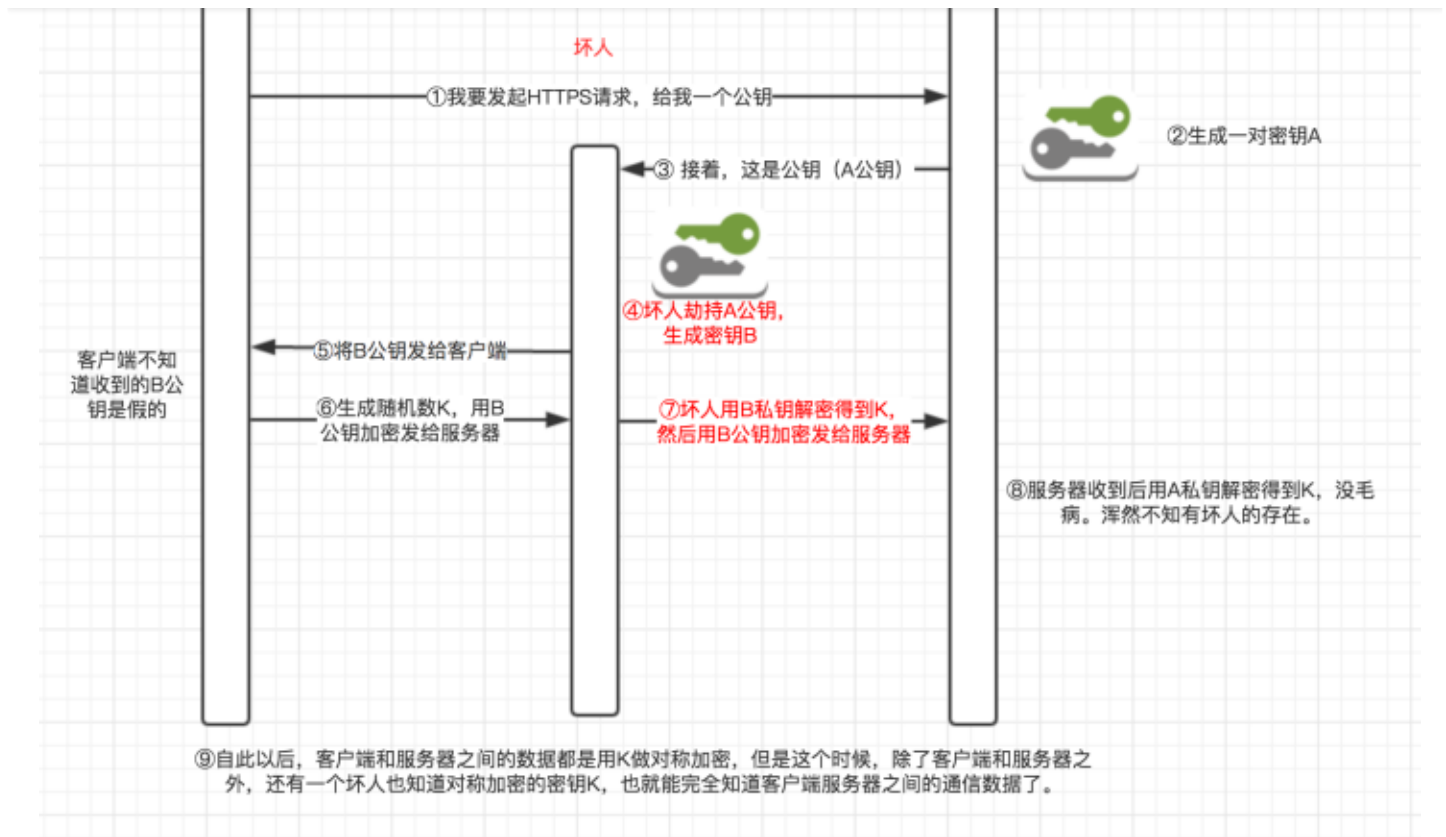 坏人
①我要发起HTTPS请求，给我一个公钥
②生成一对密钥A
③ 接着，这是公钥（A公钥）
④坏人劫持A公钥，
生成密钥B
⑤将B公钥发给客户端
客户端不知
道收到的B公
钥是假的
⑥生成随机数K，用B
公钥加密发给服务器
⑦坏人用B私钥解密得到K，
然后用B公钥加密发给服务器
⑧服务器收到后用A私钥解密得到K，没毛
病。浑然不知有坏人的存在。
⑨自此以后，客户端和服务器之间的数据都是用K做对称加密，但是这个时候，除了客户端和服务器之
外，还有一个坏人也知道对称加密的密钥K，也就能完全知道客户端服务器之间的通信数据了。